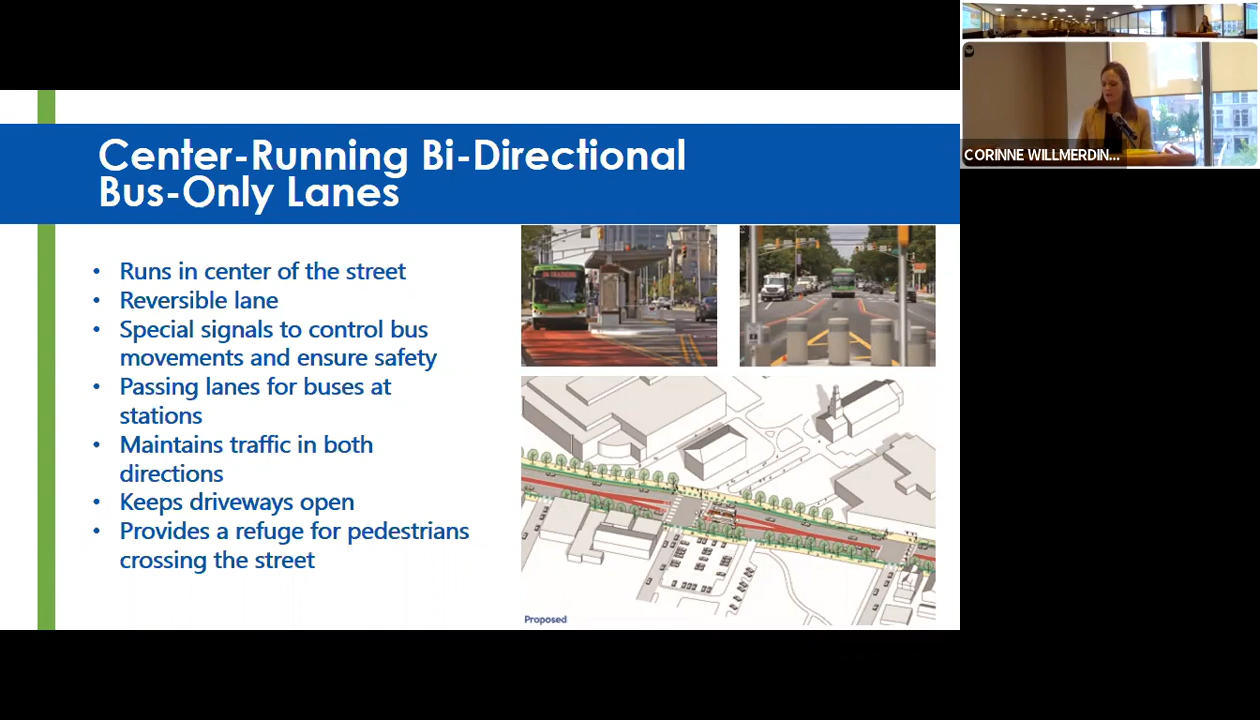 Center-Running Bi-Directional
Bus-Only Lanes
• Runs in center of the street
• Reversible lane
• Special signals to control bus
movements and ensure safety
• Passing lanes for buses at
stations
• Maintains traffic in both
directions
• Keeps driveways open
• Provides a refuge for pedestrians
crossing the street
IN TRAINING
Proposed
CORINNE WILLMERDIN...